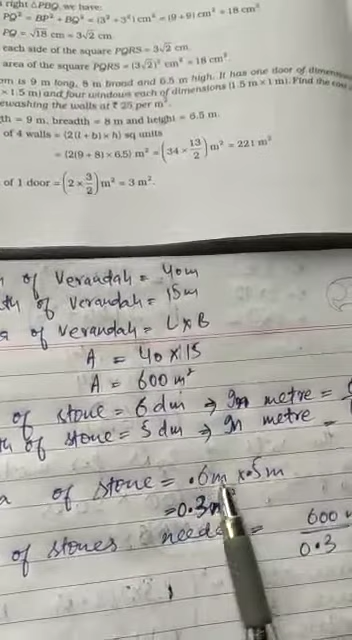 right △PBQ, we have:
PQ² = BP² + BQ² = (3² + 3²) cm² = (9 + 9) cm² = 18 cm²
PQ = √18 cm = 3√2 cm
each side of the square PQRS = 3√2 cm.
area of the square PQRS = (3√2)² cm² = 18 cm².
is 9 m long, 8 m broad and 6.5 m high. It has one door of
× 1.5 m) and four windows each of dimensions (1.5 m × 1 m). Find the
washing the walls at ₹ 25 per m².
= 9 m, breadth = 8 m and height = 6.5 m.
of 4 walls = (2(l + b) × h) sq units
= (2(9 + 8) × 6.5) m² = (34 × 13/2) m² = 221 m²
of 1 door = (2 × 3/2) m² = 3 m².
of Verandah = 40m
of Verandah = 15m
of Verandah = L×B
A = 40 × 15
A = 600 m²
of stone = 6 dm → In metre =
of stone = 5 dm → In metre =
of stone = .6m × .5m
= 0.3
of stones needed = 600
0.3